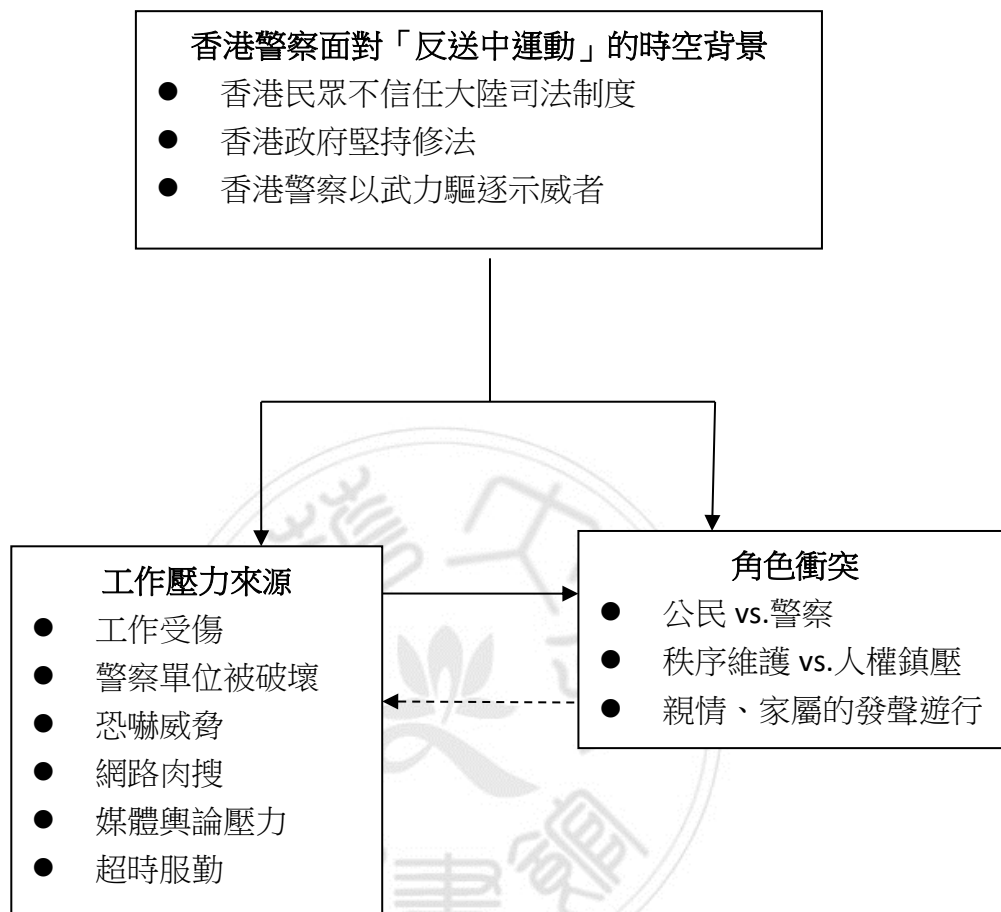 香港警察面對「反送中運動」的時空背景
● 香港民眾不信任大陸司法制度
● 香港政府堅持修法
● 香港警察以武力驅逐示威者
工作壓力來源
● 工作受傷
● 警察單位被破壞
● 恐嚇威脅
● 網路肉搜
● 媒體輿論壓力
● 超時服勤
角色衝突
● 公民 vs.警察
● 秩序維護 vs.人權鎮壓
● 親情、家屬的發聲遊行